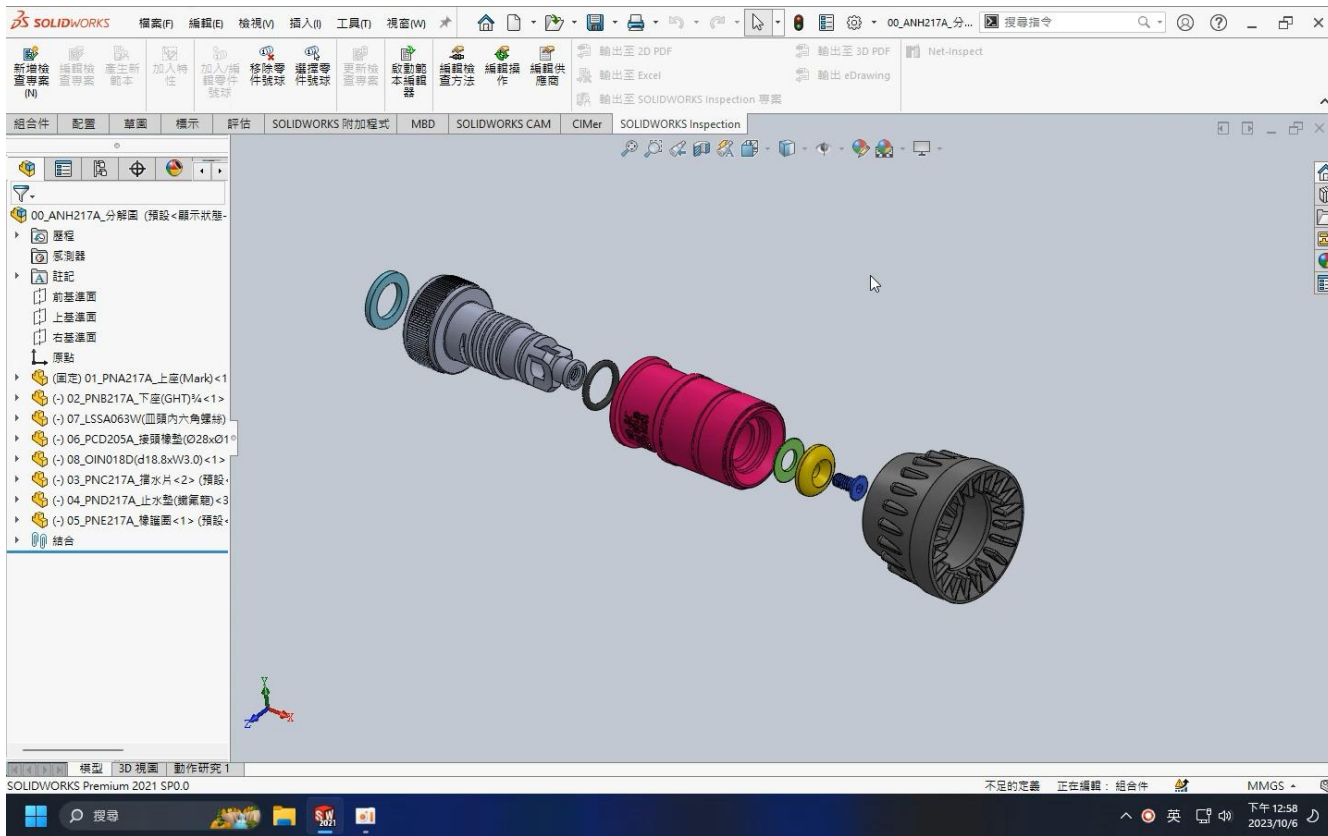 SOLIDWORKS 檔案(F) 編輯(E) 檢視(V) 插入(I) 工具(T) 視窗(W) 00_ANH217A_分... 搜尋指令
新增檢查專案(N) 編輯檢查專案 產生新範本 加入特性 加入/編輯零件號球 移除零件號球 選擇零件號球 更新檢查專案 啟動範本編輯器 編輯檢查方法 編輯操作 編輯供應商
輸出至 2D PDF 輸出至 3D PDF Net-Inspect
輸出至 Excel 輸出 eDrawing
輸出至 SOLIDWORKS Inspection 專案
組合件 配置 草圖 標示 評估 SOLIDWORKS 附加程式 MBD SOLIDWORKS CAM CIMer SOLIDWORKS Inspection
00_ANH217A_分解圖 (預設<顯示狀態-
歷程
感測器
註記
前基準面
上基準面
右基準面
原點
(固定) 01_PNA217A_上座(Mark)<1
(-) 02_PNB217A_下座(GHT)¾<1>
(-) 07_LSSA063W(皿頭內六角螺絲)
(-) 06_PCD205A_接頭橡墊(Ø28xØ1
(-) 08_OIN018D(d18.8xW3.0)<1>
(-) 03_PNC217A_擋水片<2> (預設
(-) 04_PND217A_止水墊(鐵氟龍)<3
(-) 05_PNE217A_橡護圈<1> (預設<
結合
Y
X
Z
模型 3D 視圖 動作研究 1
SOLIDWORKS Premium 2021 SP0.0 不足的定義 正在編輯：組合件 MMGS
搜尋 SW 2021 英 下午 12:58
2023/10/6